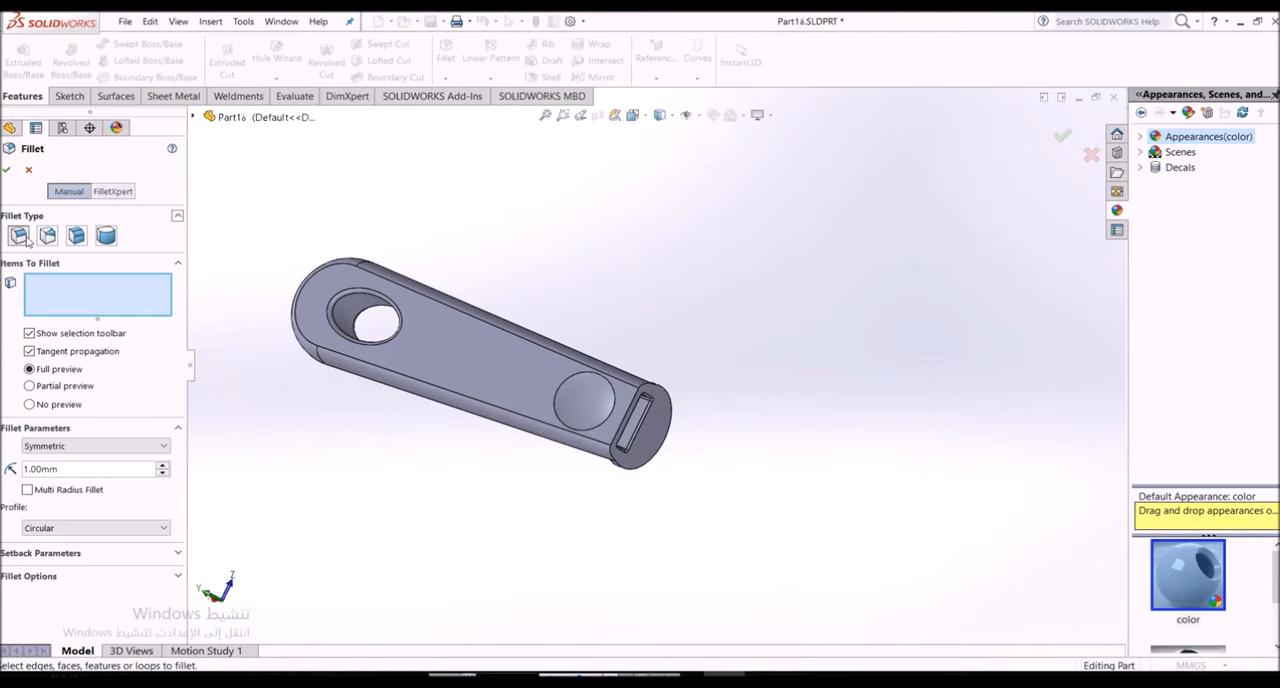 SOLIDWORKS File Edit View Insert Tools Window Help Part16.SLDPRT * Search SOLIDWORKS Help
Extruded Boss/Base
Revolved Boss/Base
Swept Boss/Base
Lofted Boss/Base
Boundary Boss/Base
Extruded Cut
Hole Wizard
Revolved Cut
Swept Cut
Lofted Cut
Boundary Cut
Fillet
Linear Pattern
Rib
Draft
Shell
Wrap
Intersect
Mirror
Referenc...
Curves
Instant3D
Features Sketch Surfaces Sheet Metal Weldments Evaluate DimXpert SOLIDWORKS Add-Ins SOLIDWORKS MBD
Part16 (Default<<D...
Fillet
Manual FilletXpert
Fillet Type
Items To Fillet
Show selection toolbar
Tangent propagation
Full preview
Partial preview
No preview
Fillet Parameters
Symmetric
1.00mm
Multi Radius Fillet
Profile:
Circular
Setback Parameters
Fillet Options
Y
Z
تنشيط Windows
انتقل إلى الإعدادات لتنشيط Windows.
Model 3D Views Motion Study 1
elect edges, faces, features or loops to fillet.
Editing Part
MMGS
«Appearances, Scenes, and...
Appearances(color)
Scenes
Decals
Default Appearance: color
Drag and drop appearances o...
color